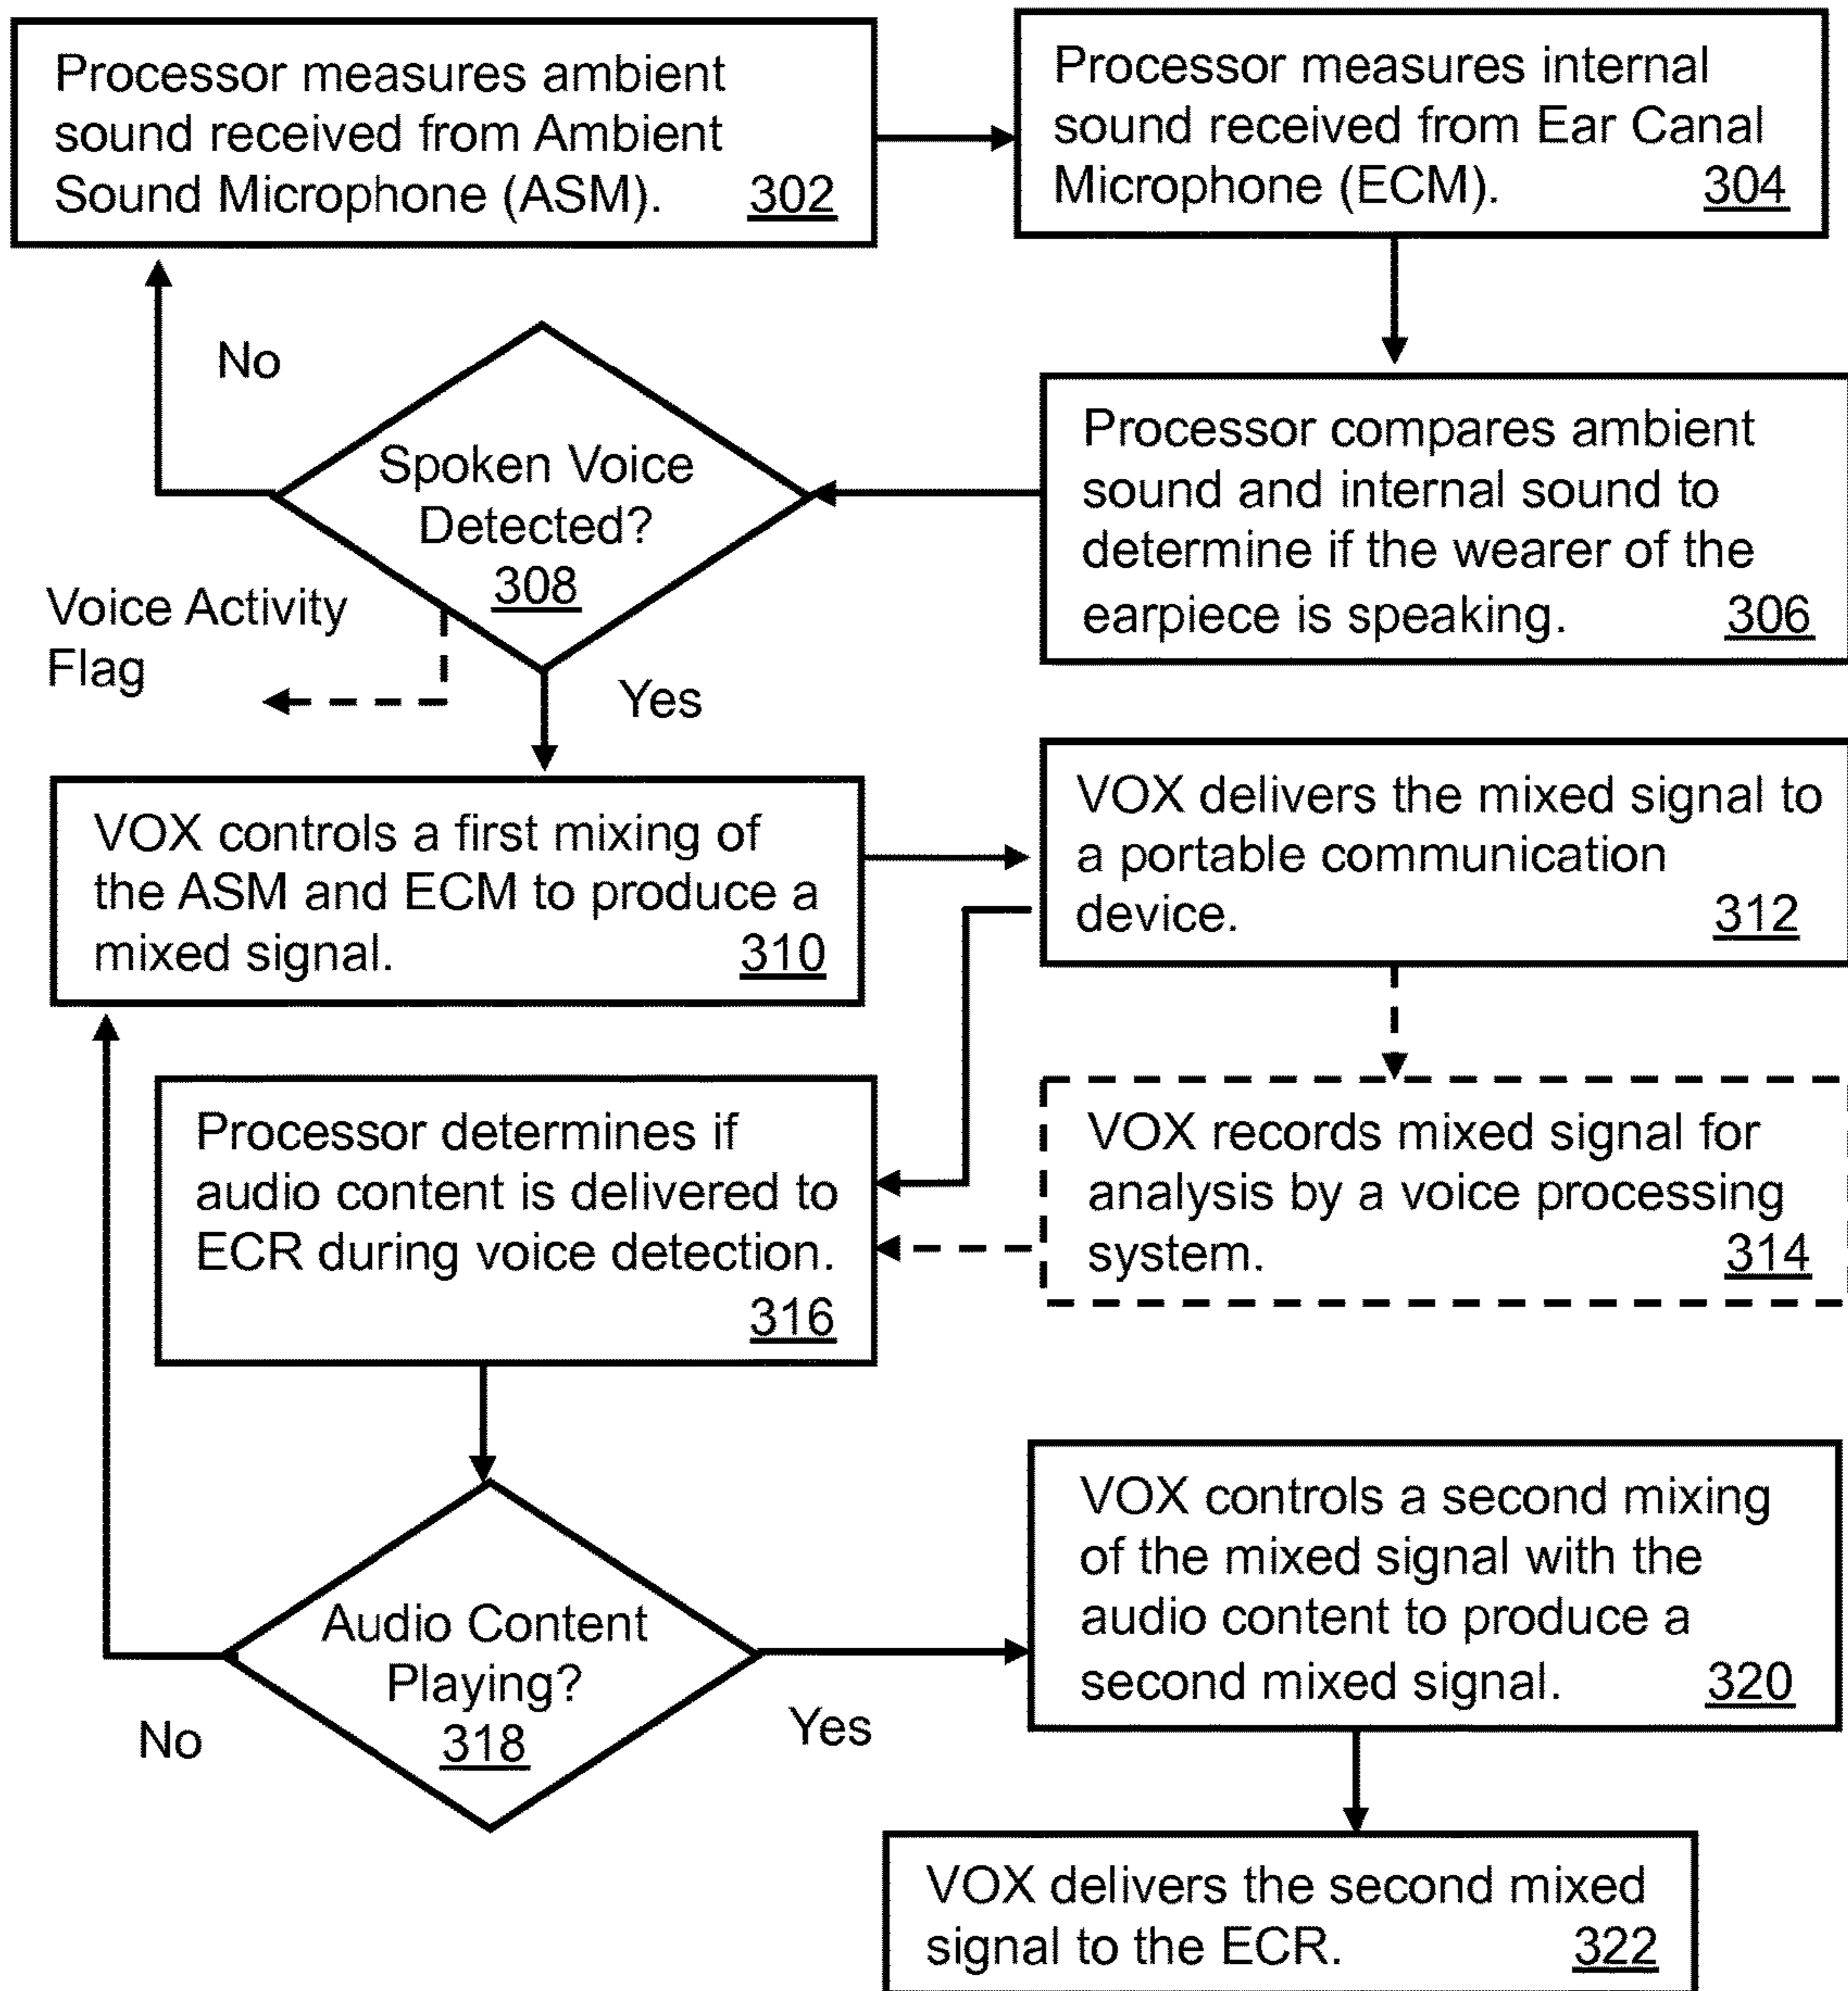 Processor measures ambient
sound received from Ambient
Sound Microphone (ASM). 302
Processor measures internal
sound received from Ear Canal
Microphone (ECM). 304
Processor compares ambient
sound and internal sound to
determine if the wearer of the
earpiece is speaking. 306
Spoken Voice
Detected?
308
No
Voice Activity
Flag
Yes
VOX controls a first mixing of
the ASM and ECM to produce a
mixed signal. 310
VOX delivers the mixed signal to
a portable communication
device. 312
VOX records mixed signal for
analysis by a voice processing
system. 314
Processor determines if
audio content is delivered to
ECR during voice detection.
316
Audio Content
Playing?
318
No
Yes
VOX controls a second mixing
of the mixed signal with the
audio content to produce a
second mixed signal. 320
VOX delivers the second mixed
signal to the ECR. 322